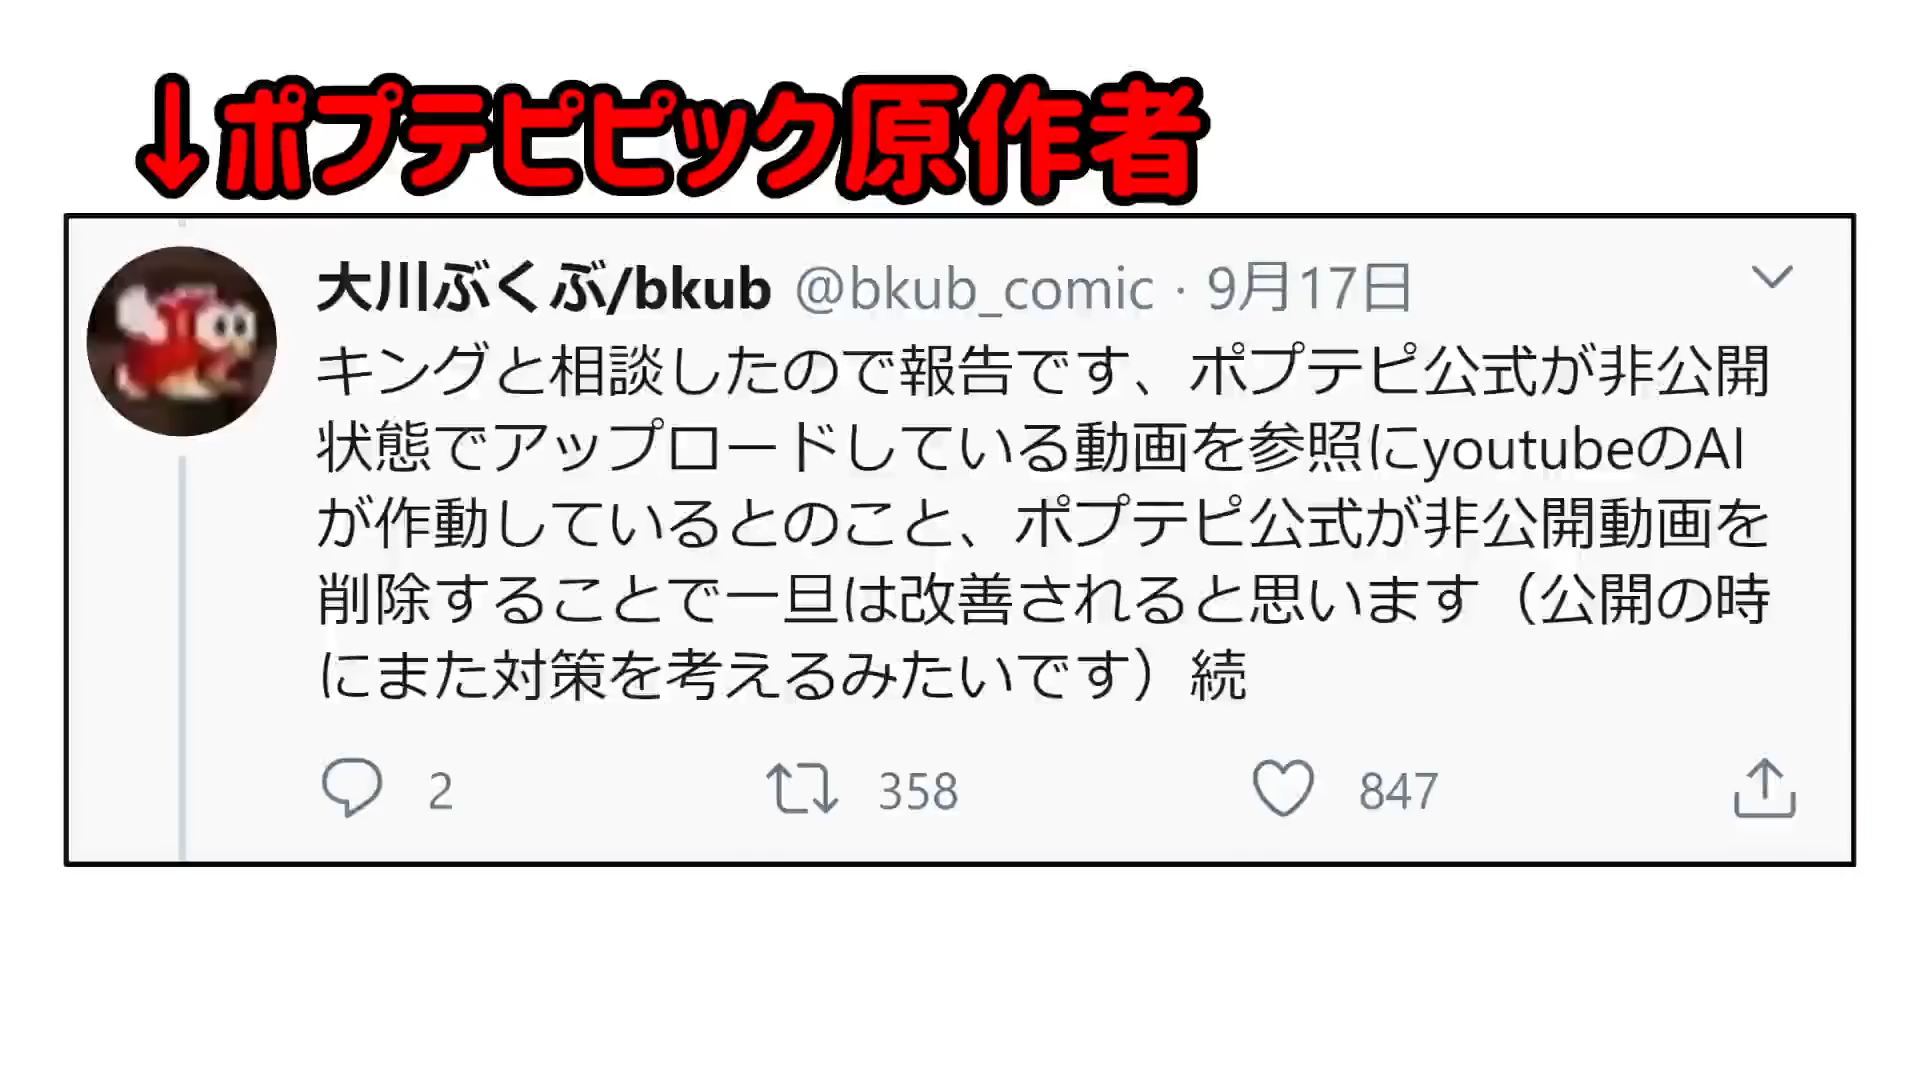 ↓ポプテピピック原作者
大川ぶくぶ/bkub @bkub_comic · 9月17日
キングと相談したので報告です、ポプテピ公式が非公開
状態でアップロードしている動画を参照にyoutubeのAI
が作動しているとのこと、ポプテピ公式が非公開動画を
削除することで一旦は改善されると思います（公開の時
にまた対策を考えるみたいです）続
2 358 847